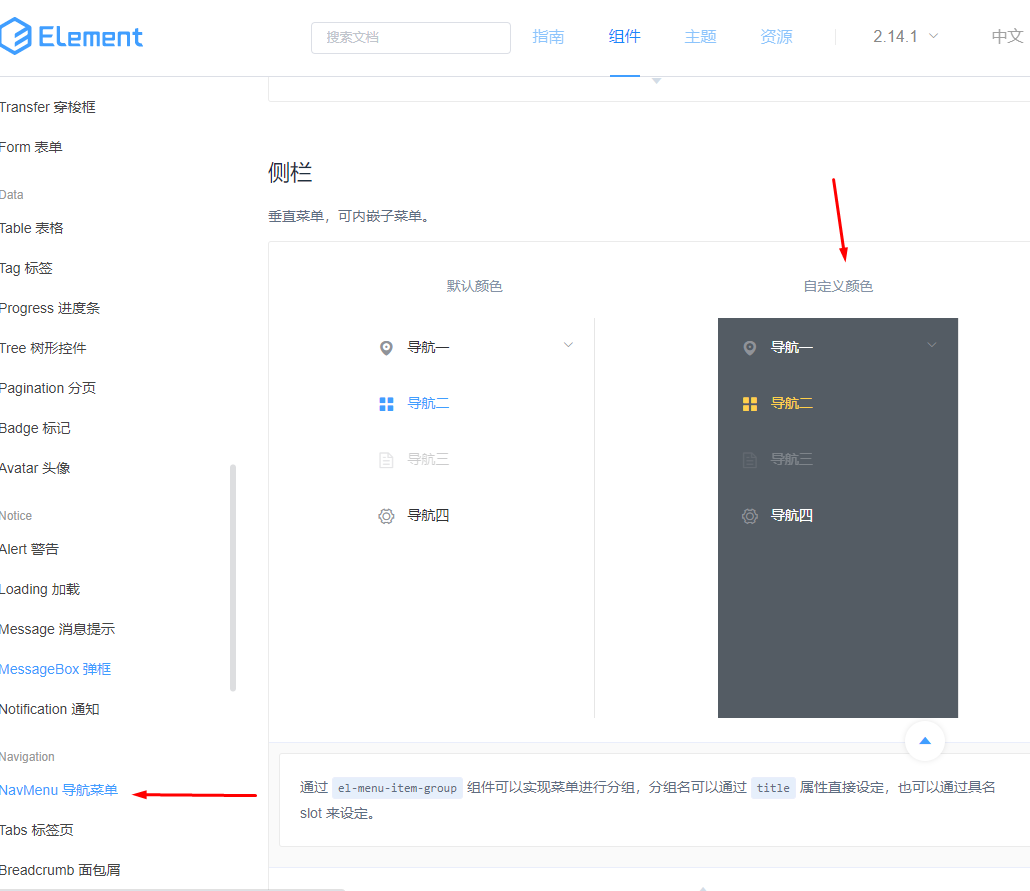 Element
搜索文档
指南
组件
主题
资源
2.14.1
中文
Transfer 穿梭框
Form 表单
Data
Table 表格
Tag 标签
Progress 进度条
Tree 树形控件
Pagination 分页
Badge 标记
Avatar 头像
Notice
Alert 警告
Loading 加载
Message 消息提示
MessageBox 弹框
Notification 通知
Navigation
NavMenu 导航菜单
Tabs 标签页
Breadcrumb 面包屑
侧栏
垂直菜单，可内嵌子菜单。
默认颜色
导航一
导航二
导航三
导航四
自定义颜色
导航一
导航二
导航三
导航四
通过 el-menu-item-group 组件可以实现菜单进行分组，分组名可以通过 title 属性直接设定，也可以通过具名
slot 来设定。